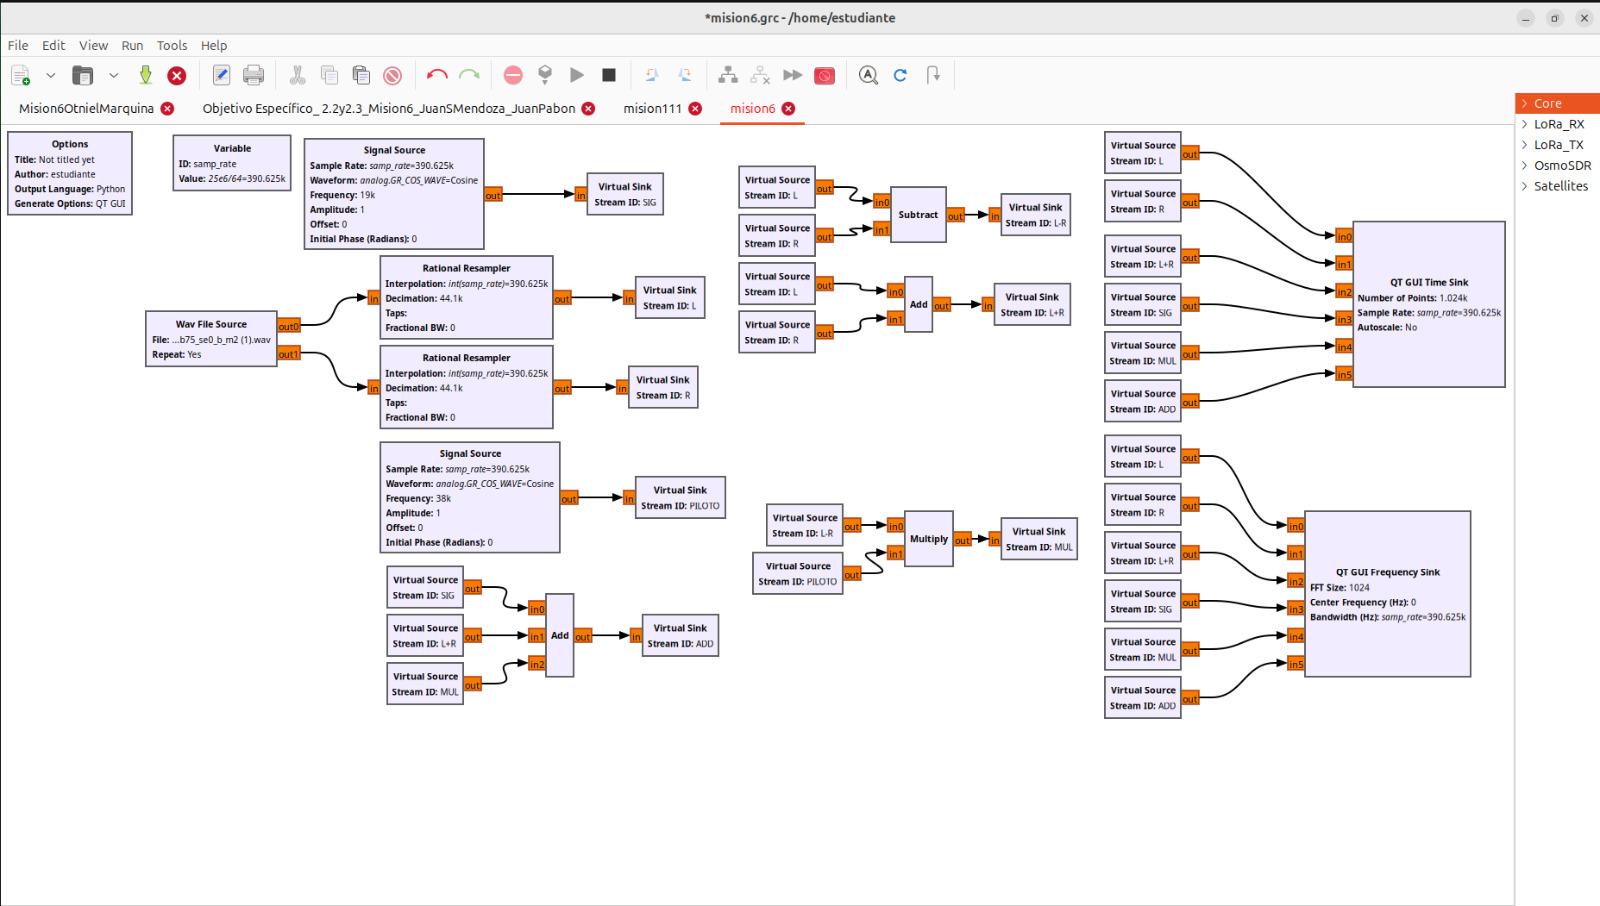 *mision6.grc - /home/estudiante
File Edit View Run Tools Help
Mision6OtnielMarquina
Objetivo Específico_ 2.2y2.3_Mision6_JuanSMendoza_JuanPabon
mision111
mision6
Core
LoRa_RX
LoRa_TX
OsmoSDR
Satellites
Options
Title: Not titled yet
Author: estudiante
Output Language: Python
Generate Options: QT GUI
Variable
ID: samp_rate
Value: 25e6/64=390.625k
Signal Source
Sample Rate: samp_rate=390.625k
Waveform: analog.GR_COS_WAVE=Cosine
Frequency: 19k
Amplitude: 1
Offset: 0
Initial Phase (Radians): 0
out
in
Virtual Sink
Stream ID: SIG
Wav File Source
File: ...b75_se0_b_m2 (1).wav
Repeat: Yes
out0
out1
in
Rational Resampler
Interpolation: int(samp_rate)=390.625k
Decimation: 44.1k
Taps:
Fractional BW: 0
out
in
Virtual Sink
Stream ID: L
in
Rational Resampler
Interpolation: int(samp_rate)=390.625k
Decimation: 44.1k
Taps:
Fractional BW: 0
out
in
Virtual Sink
Stream ID: R
Signal Source
Sample Rate: samp_rate=390.625k
Waveform: analog.GR_COS_WAVE=Cosine
Frequency: 38k
Amplitude: 1
Offset: 0
Initial Phase (Radians): 0
out
in
Virtual Sink
Stream ID: PILOTO
Virtual Source
Stream ID: SIG
out
Virtual Source
Stream ID: L+R
out
Virtual Source
Stream ID: MUL
out
in0
in1
in2
Add
out
in
Virtual Sink
Stream ID: ADD
Virtual Source
Stream ID: L
out
Virtual Source
Stream ID: R
out
in0
in1
Subtract
out
in
Virtual Sink
Stream ID: L-R
Virtual Source
Stream ID: L
out
Virtual Source
Stream ID: R
out
in0
in1
Add
out
in
Virtual Sink
Stream ID: L+R
Virtual Source
Stream ID: L-R
out
Virtual Source
Stream ID: PILOTO
out
in0
in1
Multiply
out
in
Virtual Sink
Stream ID: MUL
Virtual Source
Stream ID: L
out
Virtual Source
Stream ID: R
out
Virtual Source
Stream ID: L+R
out
Virtual Source
Stream ID: SIG
out
Virtual Source
Stream ID: MUL
out
Virtual Source
Stream ID: ADD
out
in0
in1
in2
in3
in4
in5
QT GUI Time Sink
Number of Points: 1.024k
Sample Rate: samp_rate=390.625k
Autoscale: No
Virtual Source
Stream ID: L
out
Virtual Source
Stream ID: R
out
Virtual Source
Stream ID: L+R
out
Virtual Source
Stream ID: SIG
out
Virtual Source
Stream ID: MUL
out
Virtual Source
Stream ID: ADD
out
in0
in1
in2
in3
in4
in5
QT GUI Frequency Sink
FFT Size: 1024
Center Frequency (Hz): 0
Bandwidth (Hz): samp_rate=390.625k